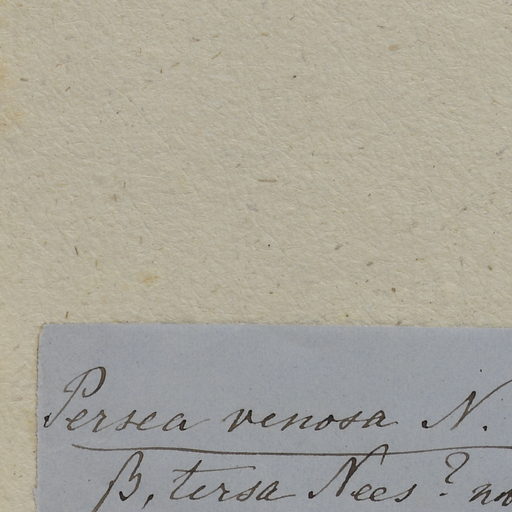 Persea venosa N.
β, tersa Nees?